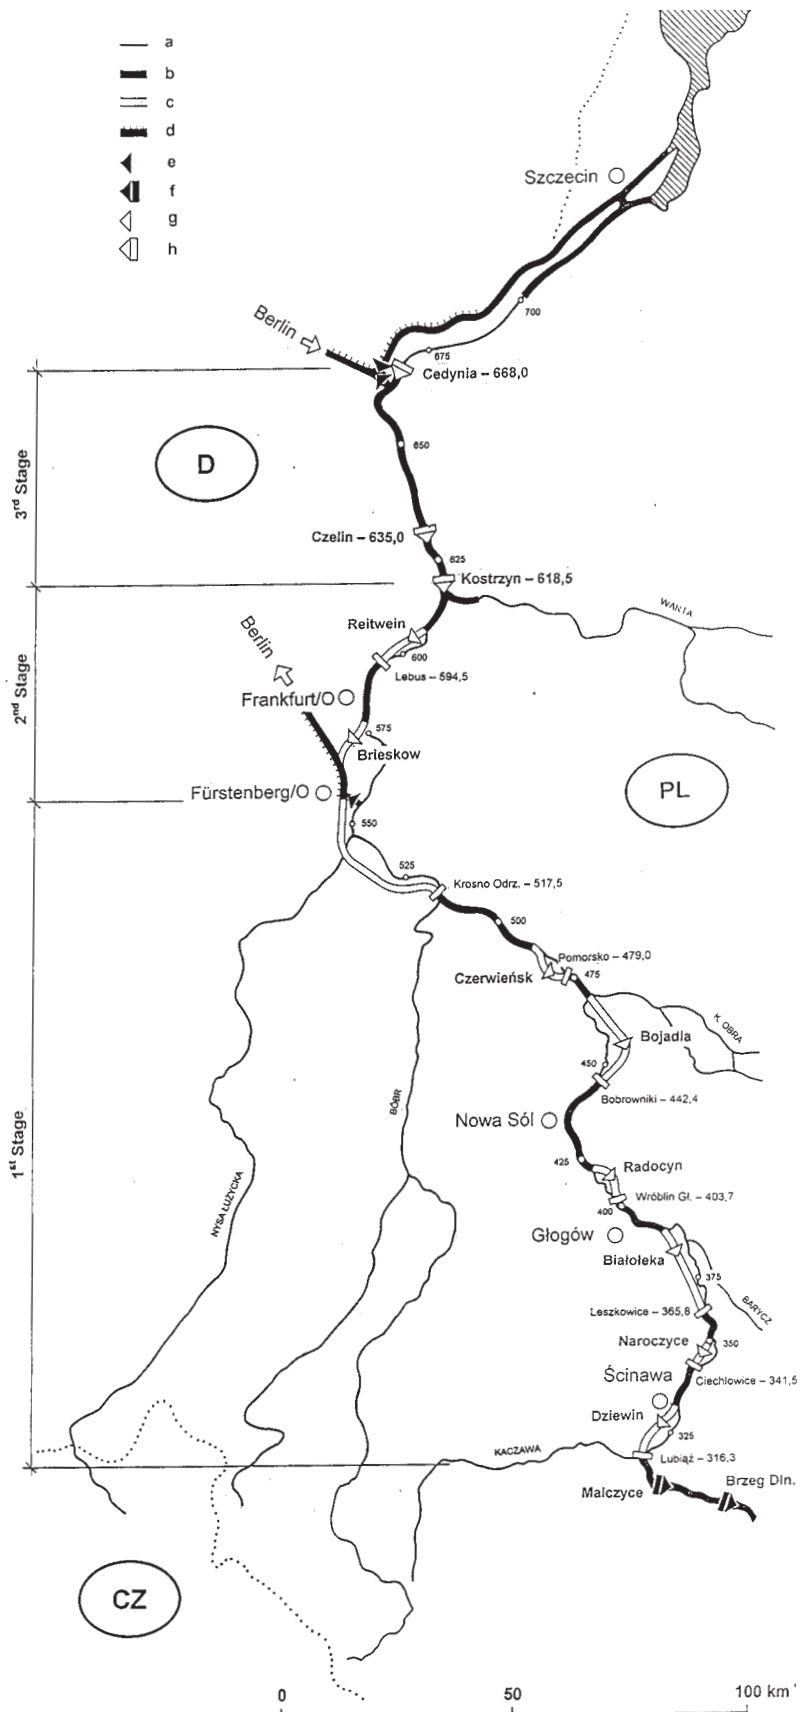 a
b
c
d
e
f
g
h
Szczecin
700
Berlin
675
Cedynia – 668,0
650
D
3rd Stage
Czelin – 635,0
625
Kostrzyn – 618,5
WARTA
Reitwein
600
Berlin
Lebus – 594,5
2nd Stage
Frankfurt/O
575
Brieskow
PL
Fürstenberg/O
550
525
Krosno Odrz. – 517,5
500
Pomorsko – 479,0
Czerwieńsk
475
K. OBRA
Bojadla
450
Bobrowniki – 442,4
BÓBR
Nowa Sól
1st Stage
425
Radocyn
NYSA ŁUŻYCKA
Wróblin Gł. – 403,7
400
Głogów
Białołeka
375
BARYCZ
Leszkowice – 365,8
Naroczyce
350
Ścinawa
Ciechłowice – 341,5
Dziewin
325
KACZAWA
Lubiąż – 316,3
Malczyce
Brzeg Dln.
CZ
0
50
100 km